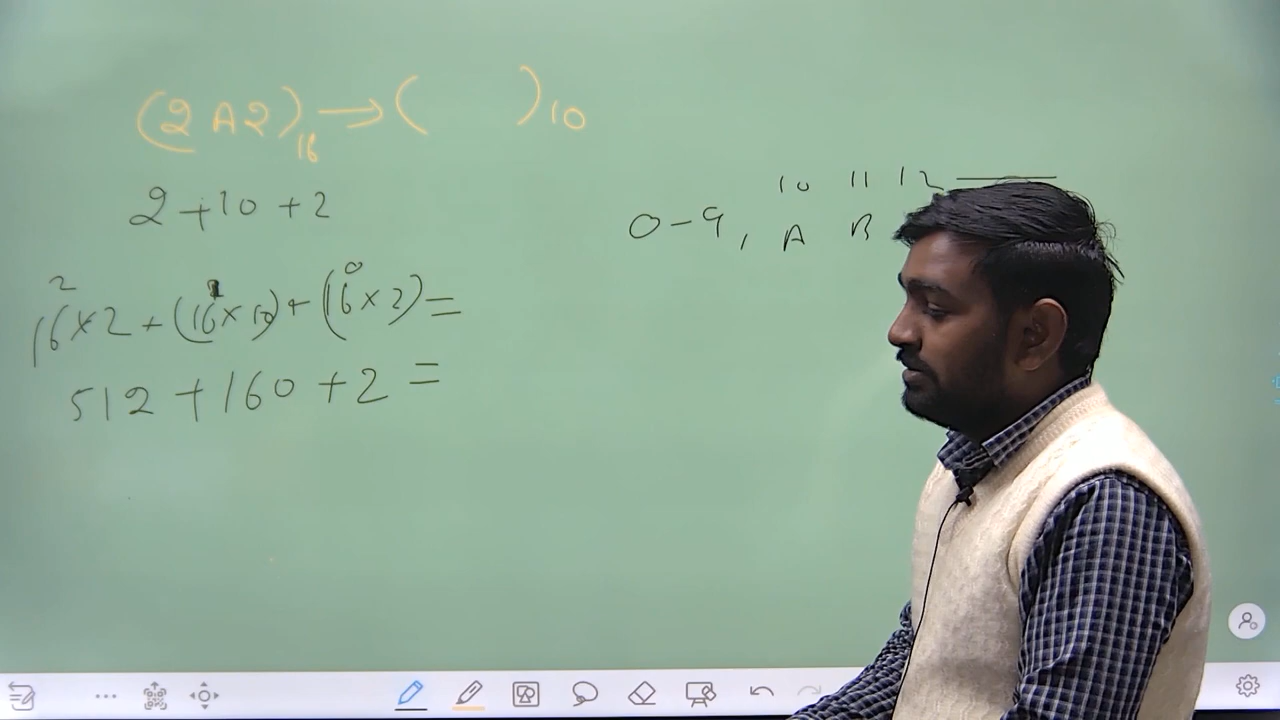 (2A2)₁₆ → ( )₁₀
2+10+2
10 11 12
0-9, A B
16²×2 + (16¹×10) + (16⁰×2) =
512 + 160 + 2 =